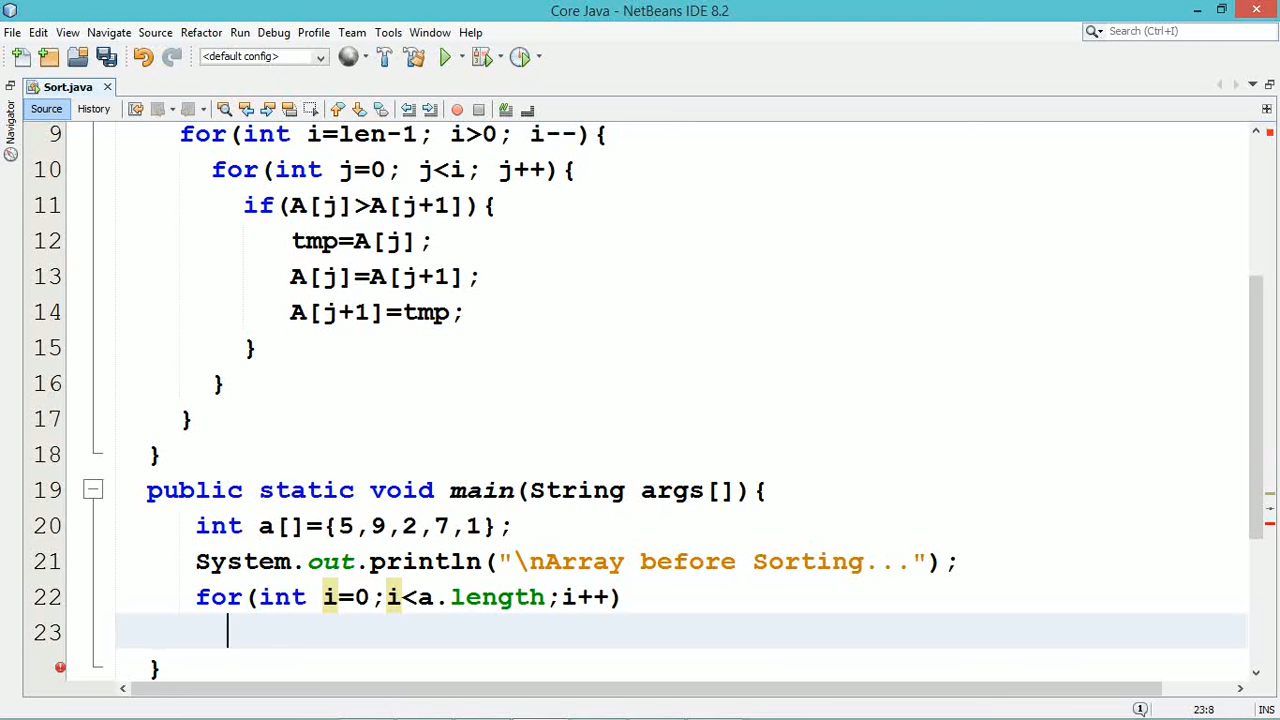 Core Java - NetBeans IDE 8.2
File Edit View Navigate Source Refactor Run Debug Profile Team Tools Window Help
Search (Ctrl+I)
<default config>
Sort.java
Source History
Navigator
9 for(int i=len-1; i>0; i--){
10 for(int j=0; j<i; j++){
11 if(A[j]>A[j+1]){
12 tmp=A[j];
13 A[j]=A[j+1];
14 A[j+1]=tmp;
15 }
16 }
17 }
18 }
19 public static void main(String args[]){
20 int a[]={5,9,2,7,1};
21 System.out.println("\nArray before Sorting...");
22 for(int i=0;i<a.length;i++)
23
}
1 23:8 INS